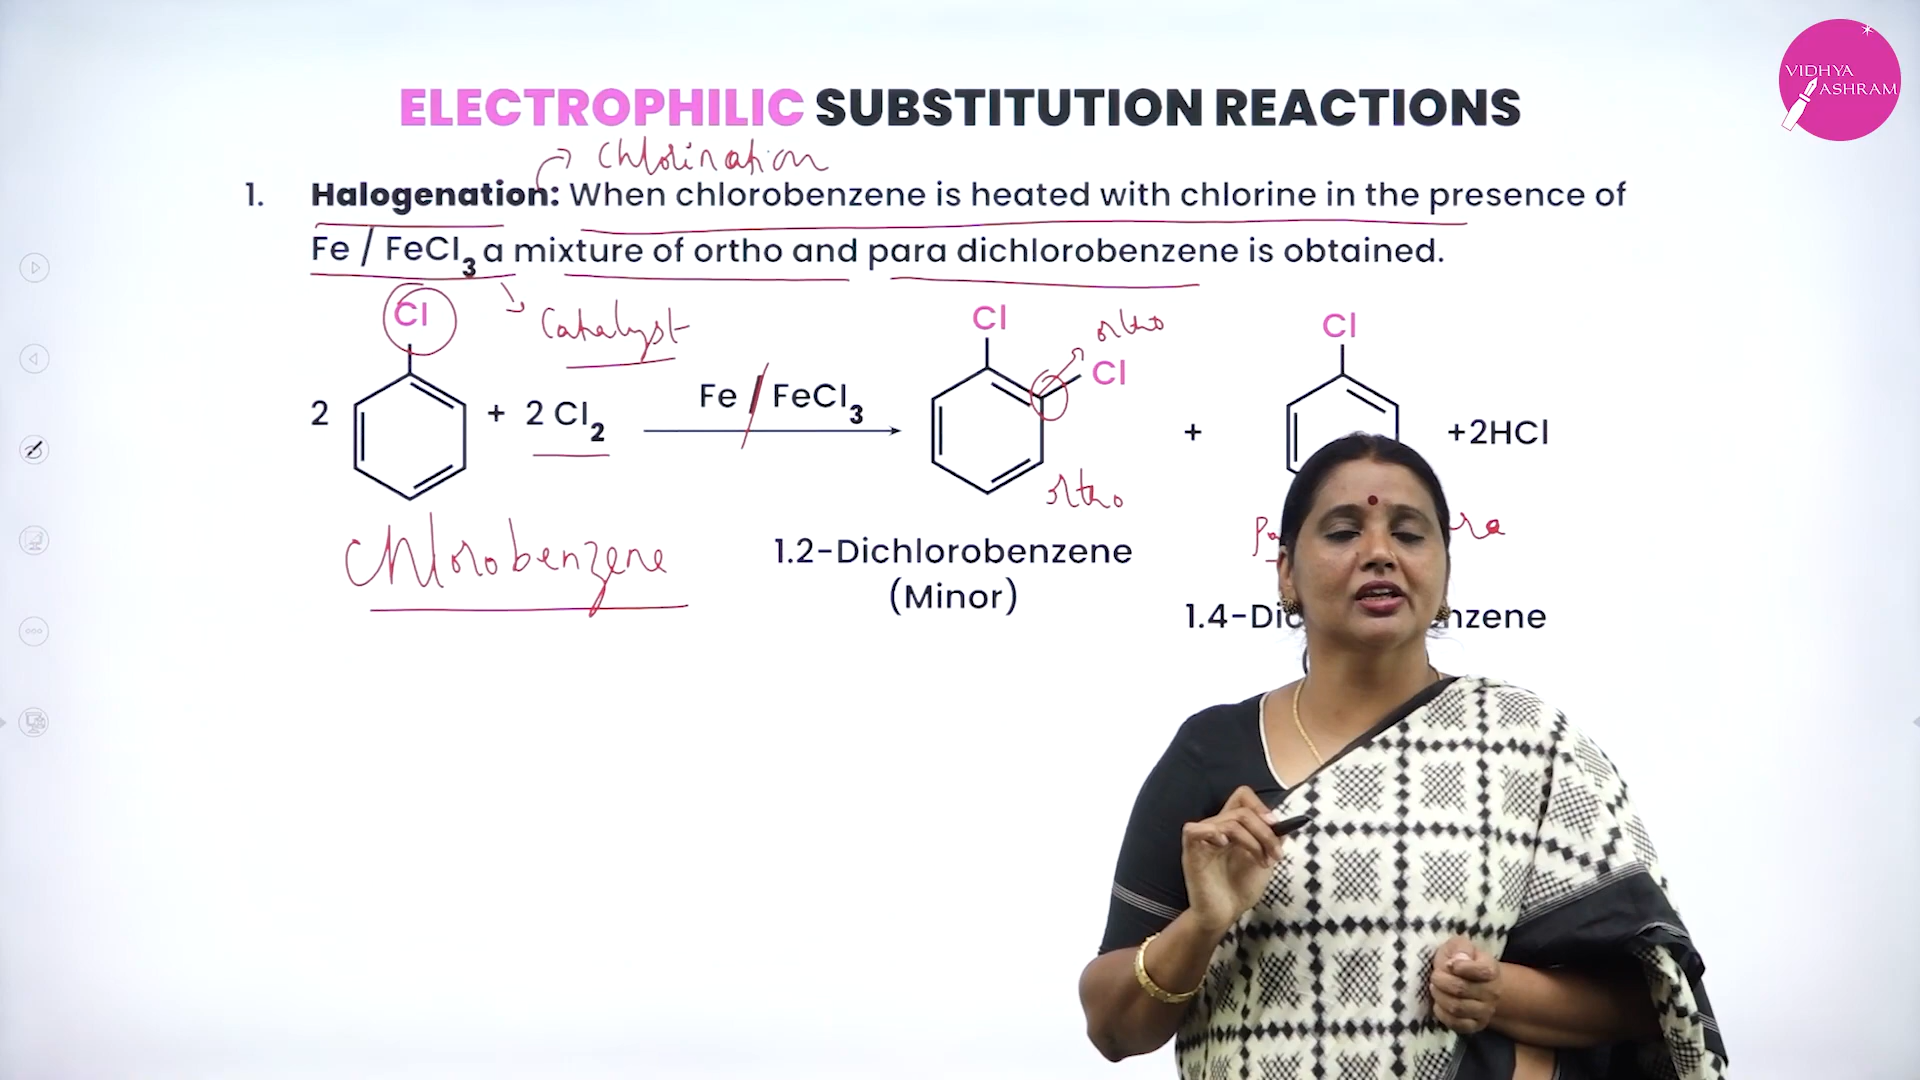 VIDHYA
ASHRAM
ELECTROPHILIC SUBSTITUTION REACTIONS
Chlorination
1. Halogenation: When chlorobenzene is heated with chlorine in the presence of
Fe / FeCl3 a mixture of ortho and para dichlorobenzene is obtained.
Cl
Catalyst
Cl
ortho
Cl
Cl
2
+ 2 Cl2
Fe / FeCl3
+
+2HCl
ortho
Chlorobenzene
1.2-Dichlorobenzene
(Minor)